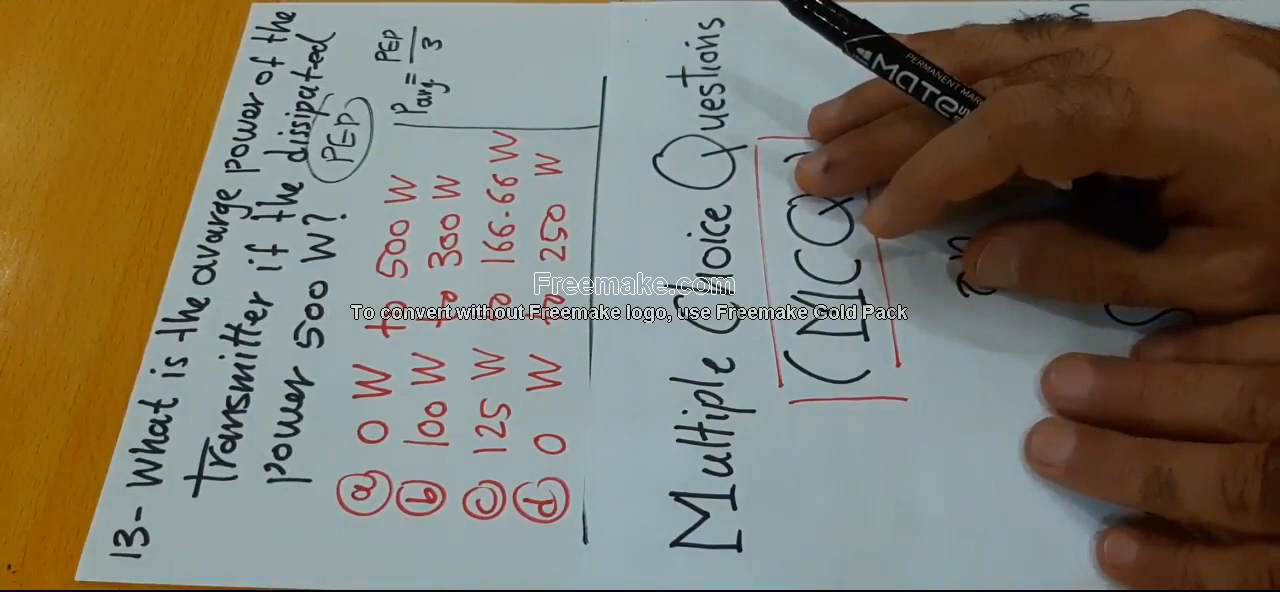 13- What is the avarge power of the
transmitter if the dissipated
power 500 W?
PEP
Pavg = PEP
3
a 0 W to 500 W
b 100 W to 300 W
c 125 W to 166.66 W
d 0 W to 250 W
Multiple Choice Questions
(MCQ)
MATE
PERMANENT MAR
Freemake.com
To convert without Freemake logo, use Freemake Gold Pack